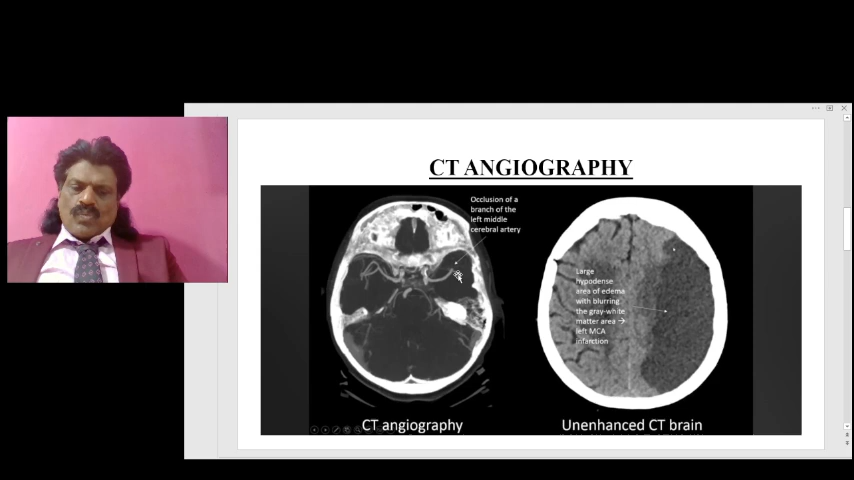 CT ANGIOGRAPHY
Occlusion of a
branch of the
left middle
cerebral artery
Large
hypodense
area of edema
with blurring
the gray-white
matter area →
left MCA
infarction
CT angiography
Unenhanced CT brain